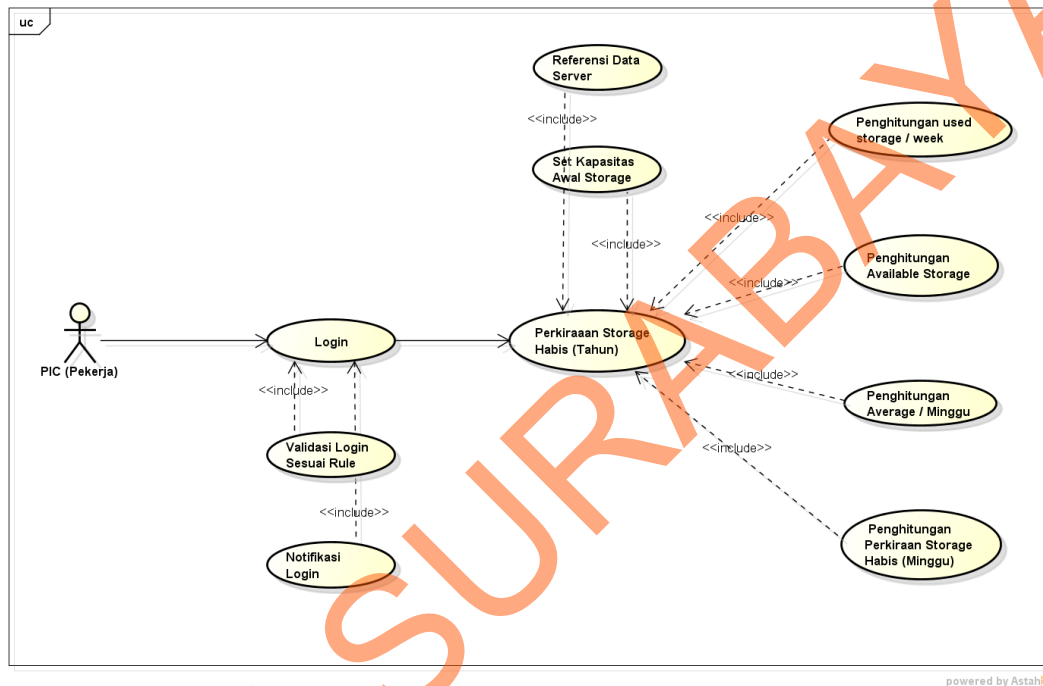 uc
Referensi Data
Server
<<include>>
Set Kapasitas
Awal Storage
<<include>>
Penghitungan used
storage / week
<<include>>
Penghitungan
Available Storage
<<include>>
PIC (Pekerja)
Login
Perkiraaan Storage
Habis (Tahun)
<<include>>
Penghitungan
Average / Minggu
<<include>>
Validasi Login
Sesuai Rule
<<include>>
<<include>>
Notifikasi
Login
Penghitungan
Perkiraan Storage
Habis (Minggu)
SURABAY
powered by Astah